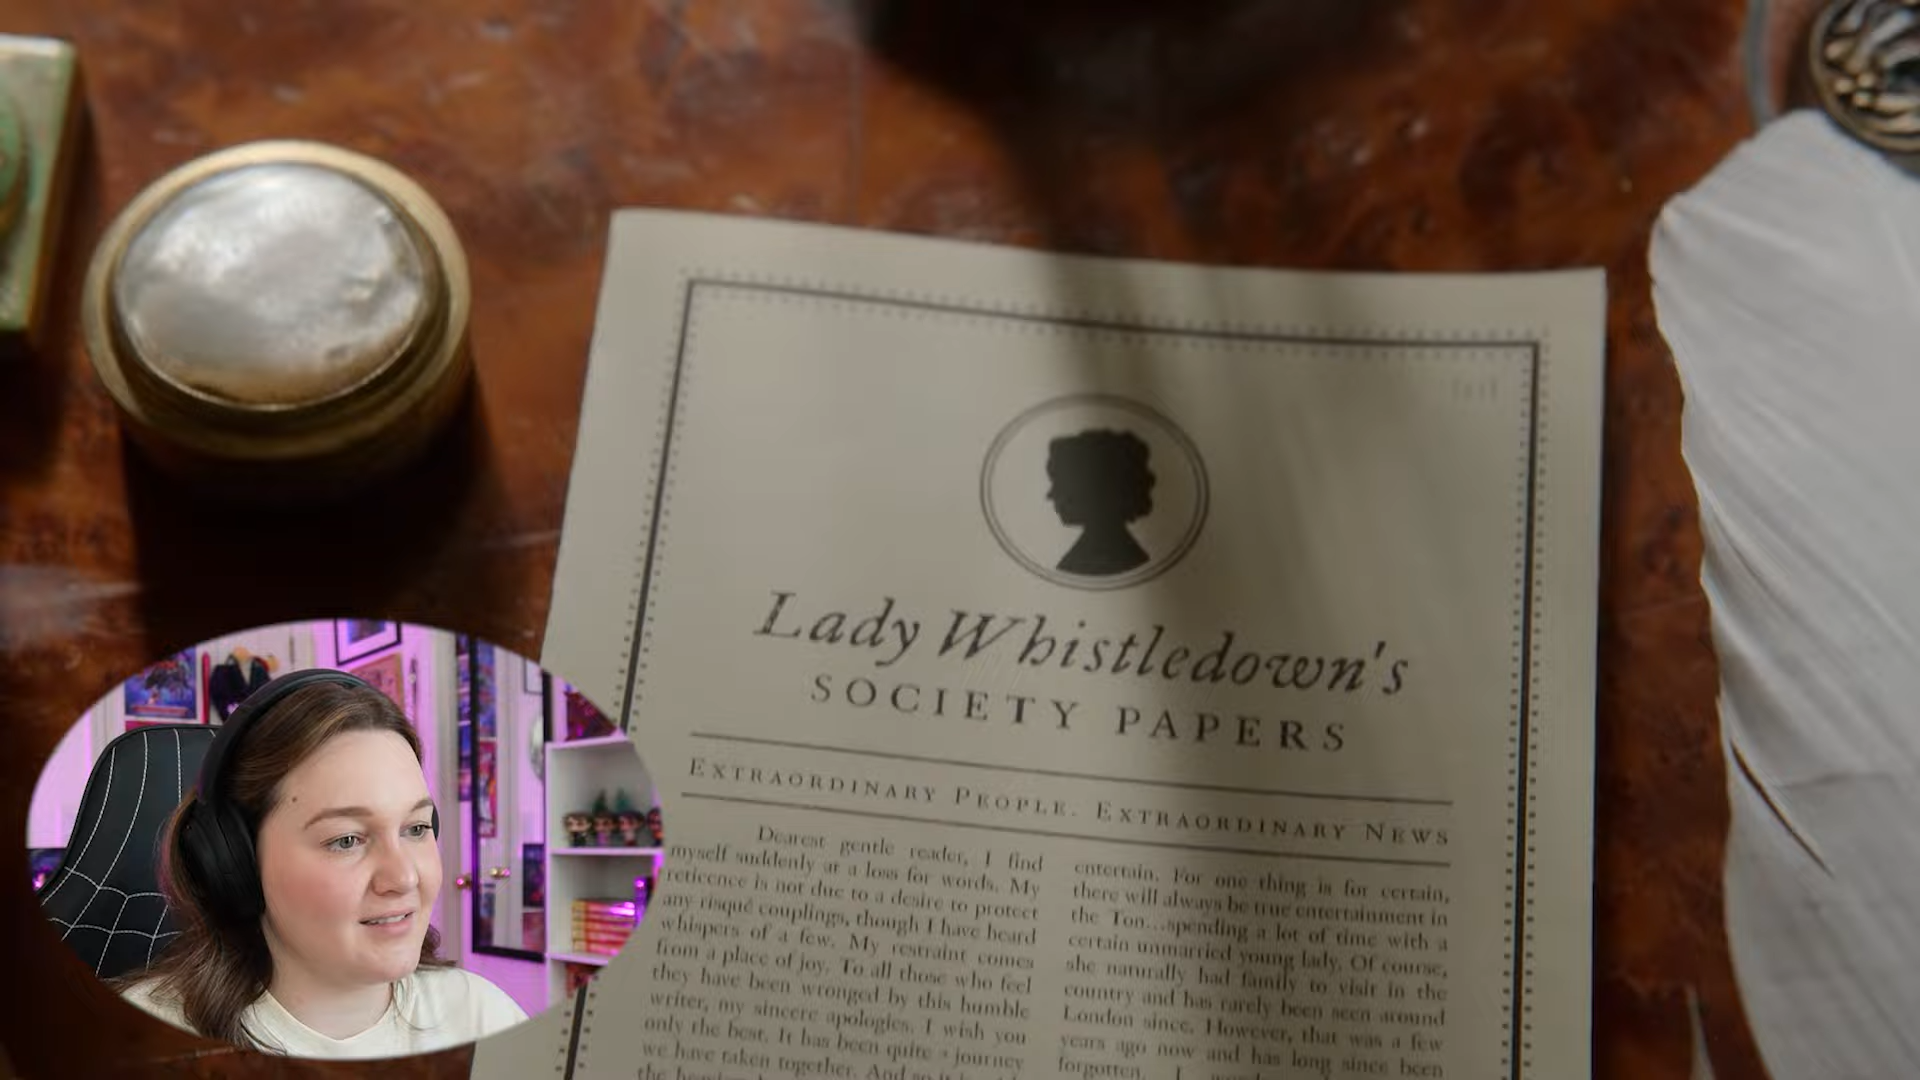 Lady Whistledown's
SOCIETY PAPERS
EXTRAORDINARY PEOPLE. EXTRAORDINARY NEWS
Dearest gentle reader, I find
myself suddenly at a loss for words. My
reticence is not due to a desire to protect
any risqué couplings, though I have heard
whispers of a few. My restraint comes
from a place of joy. To all those who feel
they have been wronged by this humble
writer, my sincere apologies. I wish you
only the best. It has been quite a journey
we have taken together. And so it is
entertain. For one thing is for certain,
there will always be true entertainment in
the Ton...spending a lot of time with a
certain unmarried young lady. Of course,
she naturally had family to visit in the
country and has rarely been seen around
London since. However, that was a few
years ago now and has long since been
forgotten. I